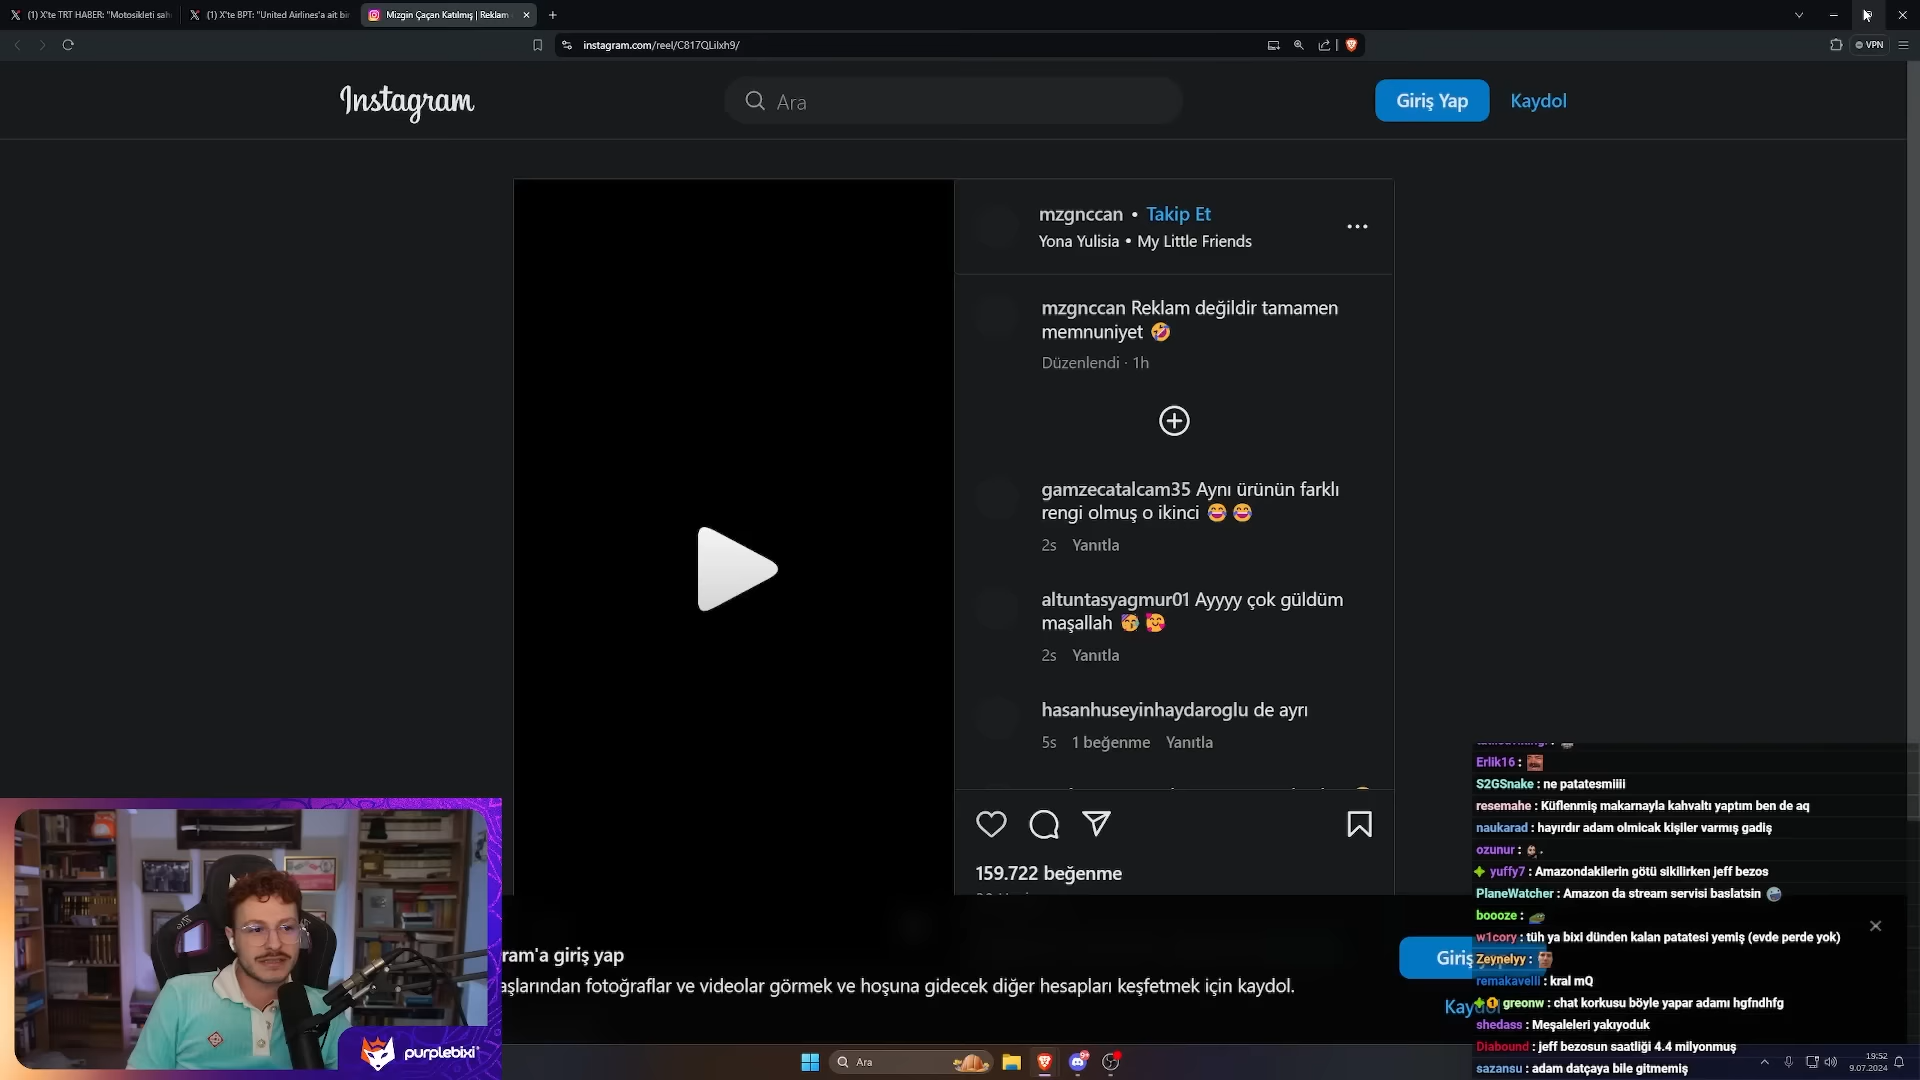 (1) X'te TRT HABER: "Motosikleti sah
(1) X'te BPT: "United Airlines'a ait bir
Mizgin Çaçan Katılmış | Reklam
instagram.com/reel/C817QLiIxh9/
VPN
Instagram
Ara
Giriş Yap
Kaydol
mzgnccan • Takip Et
Yona Yulisia • My Little Friends
mzgnccan Reklam değildir tamamen
memnuniyet 🤣
Düzenlendi · 1h
gamzecatalcam35 Aynı ürünün farklı
rengi olmuş o ikinci 😂 😂
2s Yanıtla
altuntasyagmur01 Ayyyy çok güldüm
maşallah 🥳 🥰
2s Yanıtla
hasanhuseyinhaydaroglu de ayrı
5s 1 beğenme Yanıtla
159.722 beğenme
ram'a giriş yap
aşlarından fotoğraflar ve videolar görmek ve hoşuna gidecek diğer hesapları keşfetmek için kaydol.
Giriş
Kaydol
Erlik16 :
S2GSnake : ne patatesmiiii
resemahe : Küflenmiş makarnayla kahvaltı yaptım ben de aq
naukarad : hayırdır adam olmicak kişiler varmış gadiş
ozunur :
yuffy7 : Amazondakilerin götü sikilirken jeff bezos
PlaneWatcher : Amazon da stream servisi baslatsin
boooze :
w1cory : tüh ya bixi dünden kalan patatesi yemiş (evde perde yok)
Zeynelyy :
remakavelii : kral mQ
greonw : chat korkusu böyle yapar adamı hgfndhfg
shedass : Meşaleleri yakıyoduk
Diabound : jeff bezosun saatliği 4.4 milyonmuş
sazansu : adam datçaya bile gitmemiş
purplebixi
Ara
19:52
9.07.2024